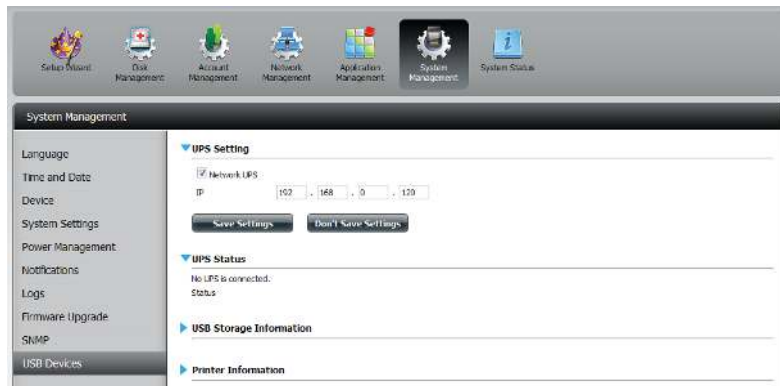 Setup Wizard
Disk Management
Account Management
Network Management
Application Management
System Management
System Status
System Management
Language
Time and Date
Device
System Settings
Power Management
Notifications
Logs
Firmware Upgrade
SNMP
USB Devices
UPS Setting
Network UPS
IP 192 . 168 . 0 . 120
Save Settings Don't Save Settings
UPS Status
No UPS is connected.
Status
USB Storage Information
Printer Information